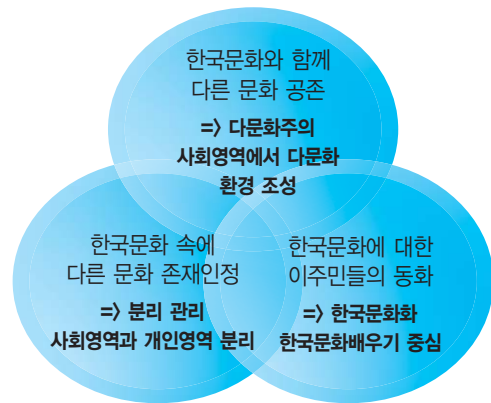 한국문화와 함께
다른 문화 공존
=> 다문화주의
사회영역에서 다문화
환경 조성
한국문화 속에
다른 문화 존재인정
=> 분리 관리
사회영역과 개인영역 분리
한국문화에 대한
이주민들의 동화
=> 한국문화화
한국문화배우기 중심